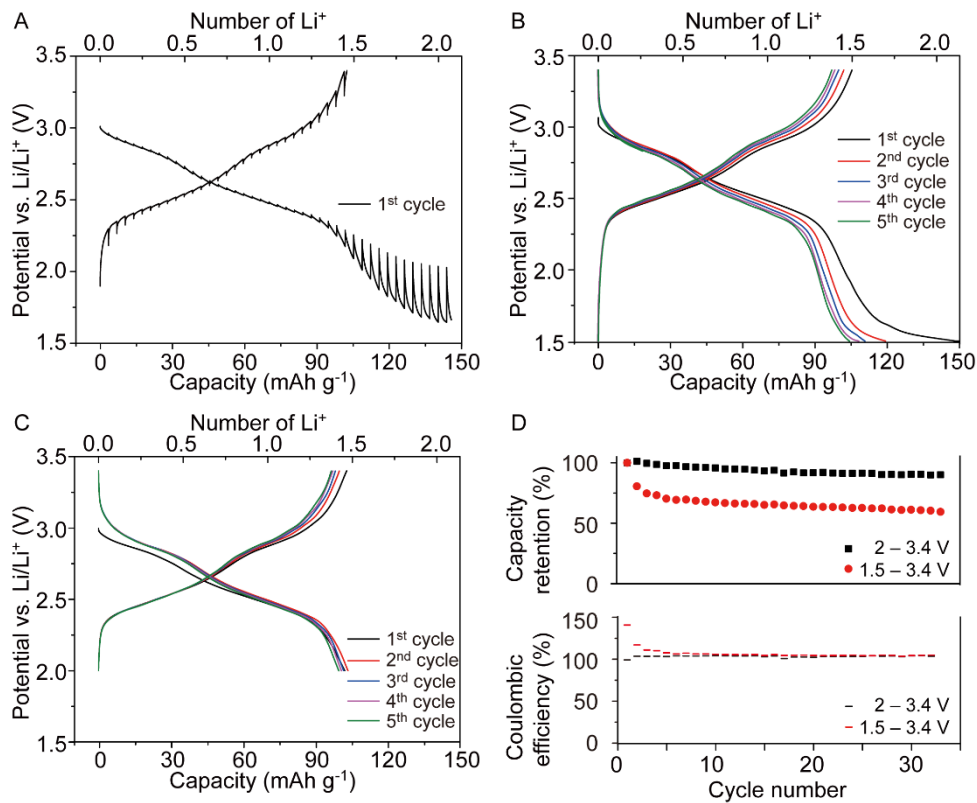 A
Number of Li⁺
0.0 0.5 1.0 1.5 2.0
3.5
3.0
2.5
2.0
1.5
Potential vs. Li/Li⁺ (V)
1ˢᵗ cycle
0 30 60 90 120 150
Capacity (mAh g⁻¹)
B
Number of Li⁺
0.0 0.5 1.0 1.5 2.0
3.5
3.0
2.5
2.0
1.5
Potential vs. Li/Li⁺ (V)
1ˢᵗ cycle
2ⁿᵈ cycle
3ʳᵈ cycle
4ᵗʰ cycle
5ᵗʰ cycle
0 30 60 90 120 150
Capacity (mAh g⁻¹)
C
Number of Li⁺
0.0 0.5 1.0 1.5 2.0
3.5
3.0
2.5
2.0
1.5
Potential vs. Li/Li⁺ (V)
1ˢᵗ cycle
2ⁿᵈ cycle
3ʳᵈ cycle
4ᵗʰ cycle
5ᵗʰ cycle
0 30 60 90 120 150
Capacity (mAh g⁻¹)
D
Capacity
retention (%)
100
50
0
2 – 3.4 V
1.5 – 3.4 V
Coulombic
efficiency (%)
150
100
50
0
2 – 3.4 V
1.5 – 3.4 V
0 10 20 30
Cycle number